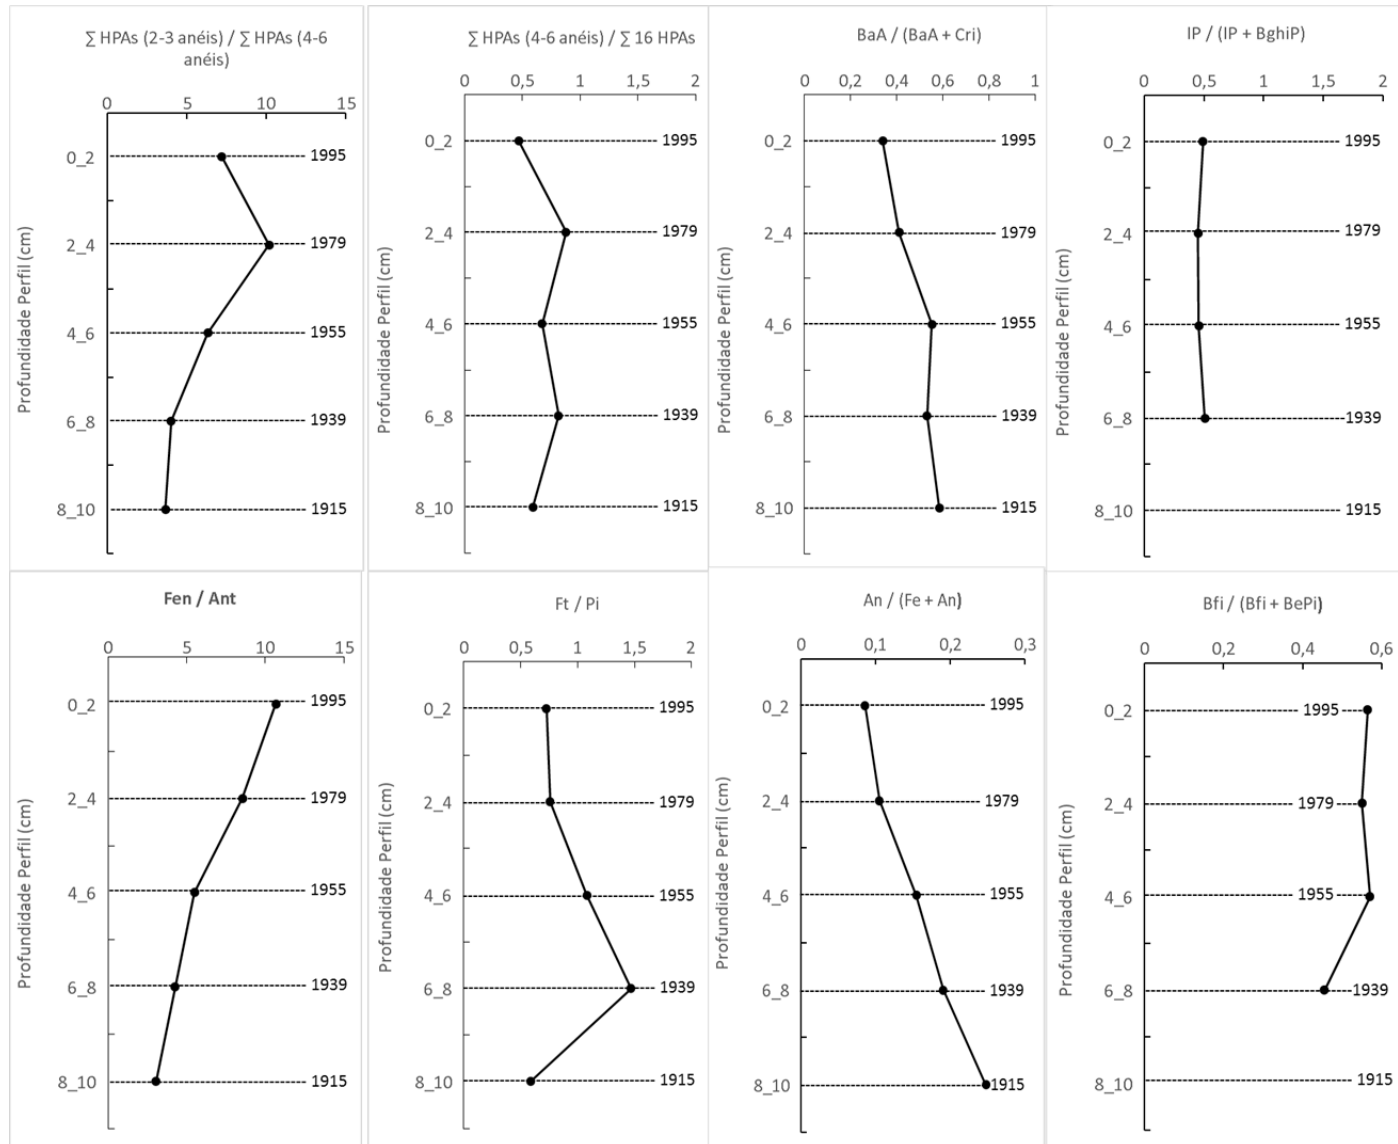 ∑ HPAs (2-3 anéis) / ∑ HPAs (4-6
anéis)
0 5 10 15
Profundidade Perfil (cm)
0_2 1995
2_4 1979
4_6 1955
6_8 1939
8_10 1915
∑ HPAs (4-6 anéis) / ∑ 16 HPAs
0 0,5 1 1,5 2
Profundidade Perfil (cm)
0_2 1995
2_4 1979
4_6 1955
6_8 1939
8_10 1915
BaA / (BaA + Cri)
0 0,2 0,4 0,6 0,8 1
Profundidade Perfil (cm)
0_2 1995
2_4 1979
4_6 1955
6_8 1939
8_10 1915
IP / (IP + BghiP)
0 0,5 1 1,5 2
Profundidade Perfil (cm)
0_2 1995
2_4 1979
4_6 1955
6_8 1939
8_10 1915
Fen / Ant
0 5 10 15
Profundidade Perfil (cm)
0_2 1995
2_4 1979
4_6 1955
6_8 1939
8_10 1915
Ft / Pi
0 0,5 1 1,5 2
Profundidade Perfil (cm)
0_2 1995
2_4 1979
4_6 1955
6_8 1939
8_10 1915
An / (Fe + An)
0 0,1 0,2 0,3
Profundidade Perfil (cm)
0_2 1995
2_4 1979
4_6 1955
6_8 1939
8_10 1915
Bfi / (Bfi + BePi)
0 0,2 0,4 0,6
Profundidade Perfil (cm)
0_2 1995
2_4 1979
4_6 1955
6_8 1939
8_10 1915